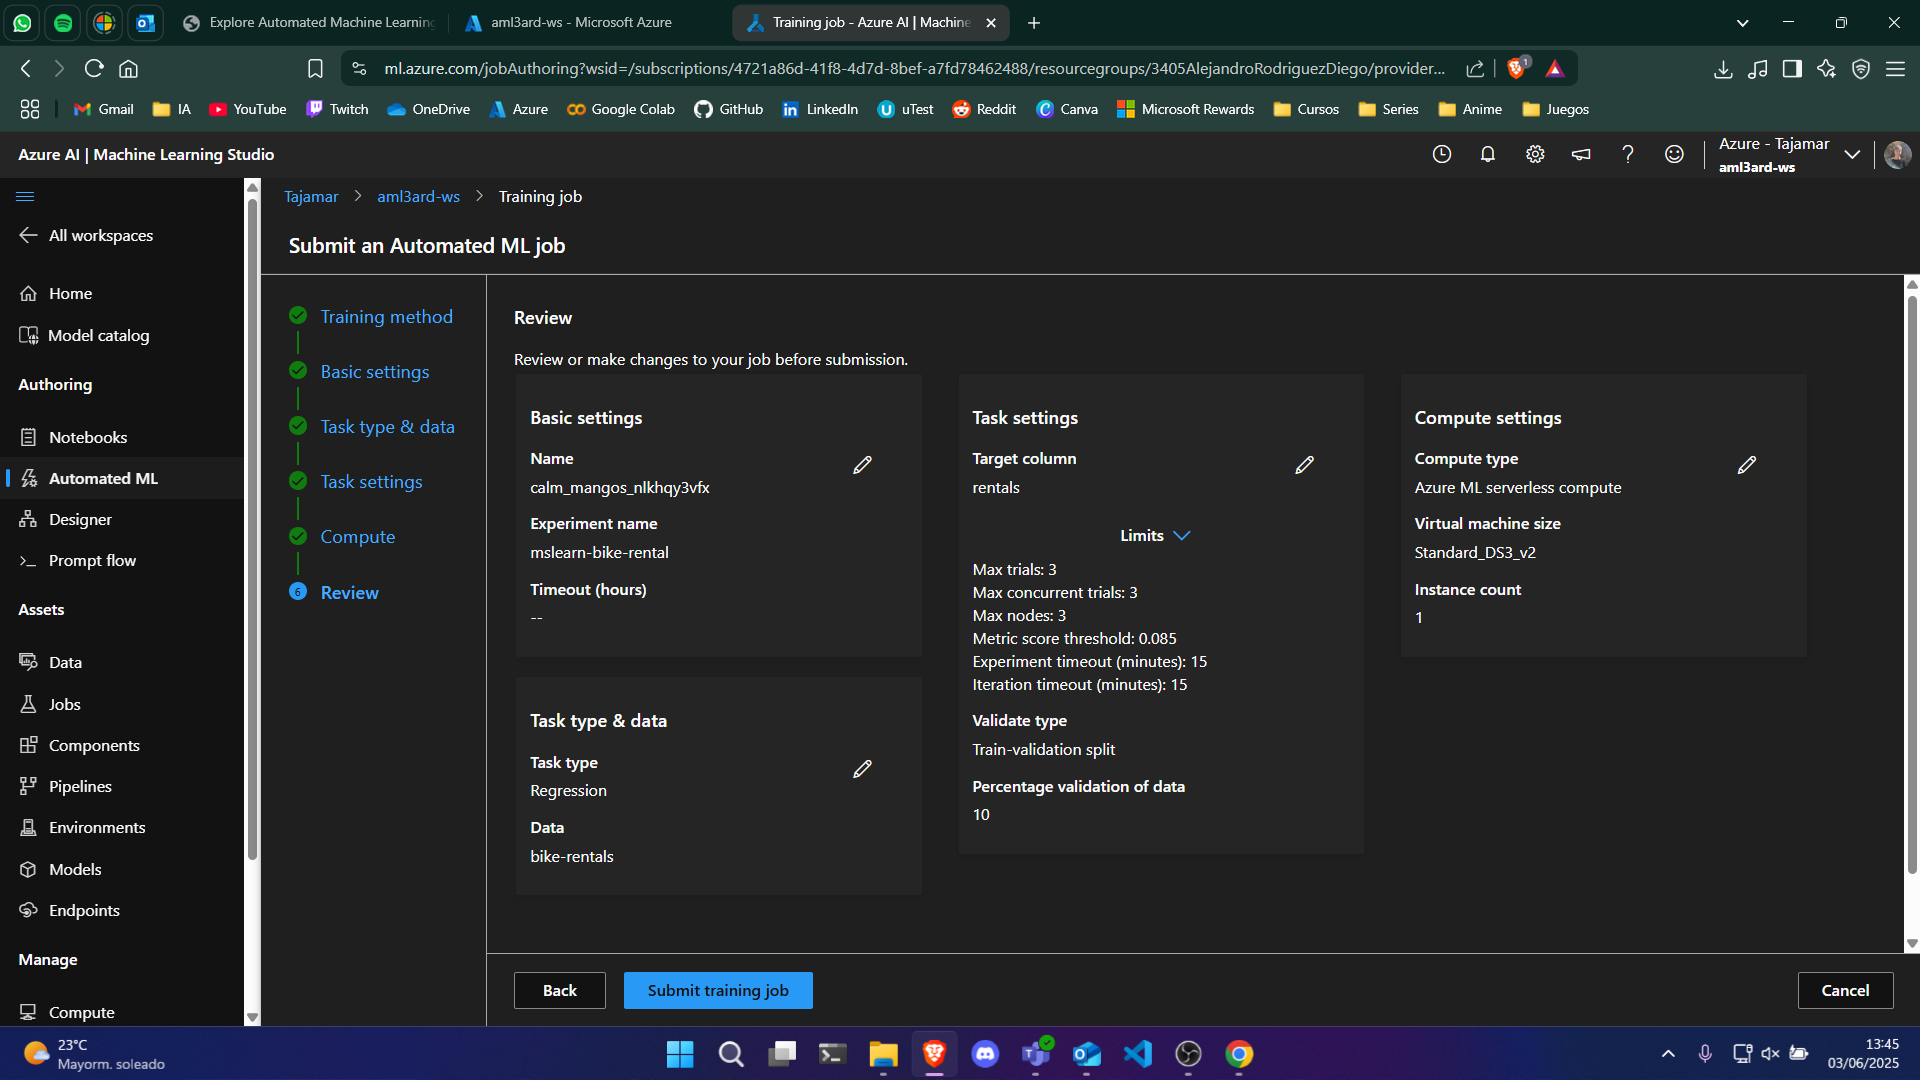 Explore Automated Machine Learning
aml3ard-ws - Microsoft Azure
Training job - Azure AI | Machine
ml.azure.com/jobAuthoring?wsid=/subscriptions/4721a86d-41f8-4d7d-8bef-a7fd78462488/resourcegroups/3405AlejandroRodriguezDiego/provider...
1
Gmail
IA
YouTube
Twitch
OneDrive
Azure
Google Colab
GitHub
LinkedIn
uTest
Reddit
Canva
Microsoft Rewards
Cursos
Series
Anime
Juegos
Azure AI | Machine Learning Studio
Azure - Tajamar
aml3ard-ws
All workspaces
Home
Model catalog
Authoring
Notebooks
Automated ML
Designer
Prompt flow
Assets
Data
Jobs
Components
Pipelines
Environments
Models
Endpoints
Manage
Compute
Tajamar > aml3ard-ws > Training job
Submit an Automated ML job
Training method
Basic settings
Task type & data
Task settings
Compute
6 Review
Review
Review or make changes to your job before submission.
Basic settings
Name
calm_mangos_nlkhqy3vfx
Experiment name
mslearn-bike-rental
Timeout (hours)
--
Task type & data
Task type
Regression
Data
bike-rentals
Task settings
Target column
rentals
Limits
Max trials: 3
Max concurrent trials: 3
Max nodes: 3
Metric score threshold: 0.085
Experiment timeout (minutes): 15
Iteration timeout (minutes): 15
Validate type
Train-validation split
Percentage validation of data
10
Compute settings
Compute type
Azure ML serverless compute
Virtual machine size
Standard_DS3_v2
Instance count
1
Back
Submit training job
Cancel
23°C
Mayorm. soleado
13:45
03/06/2025